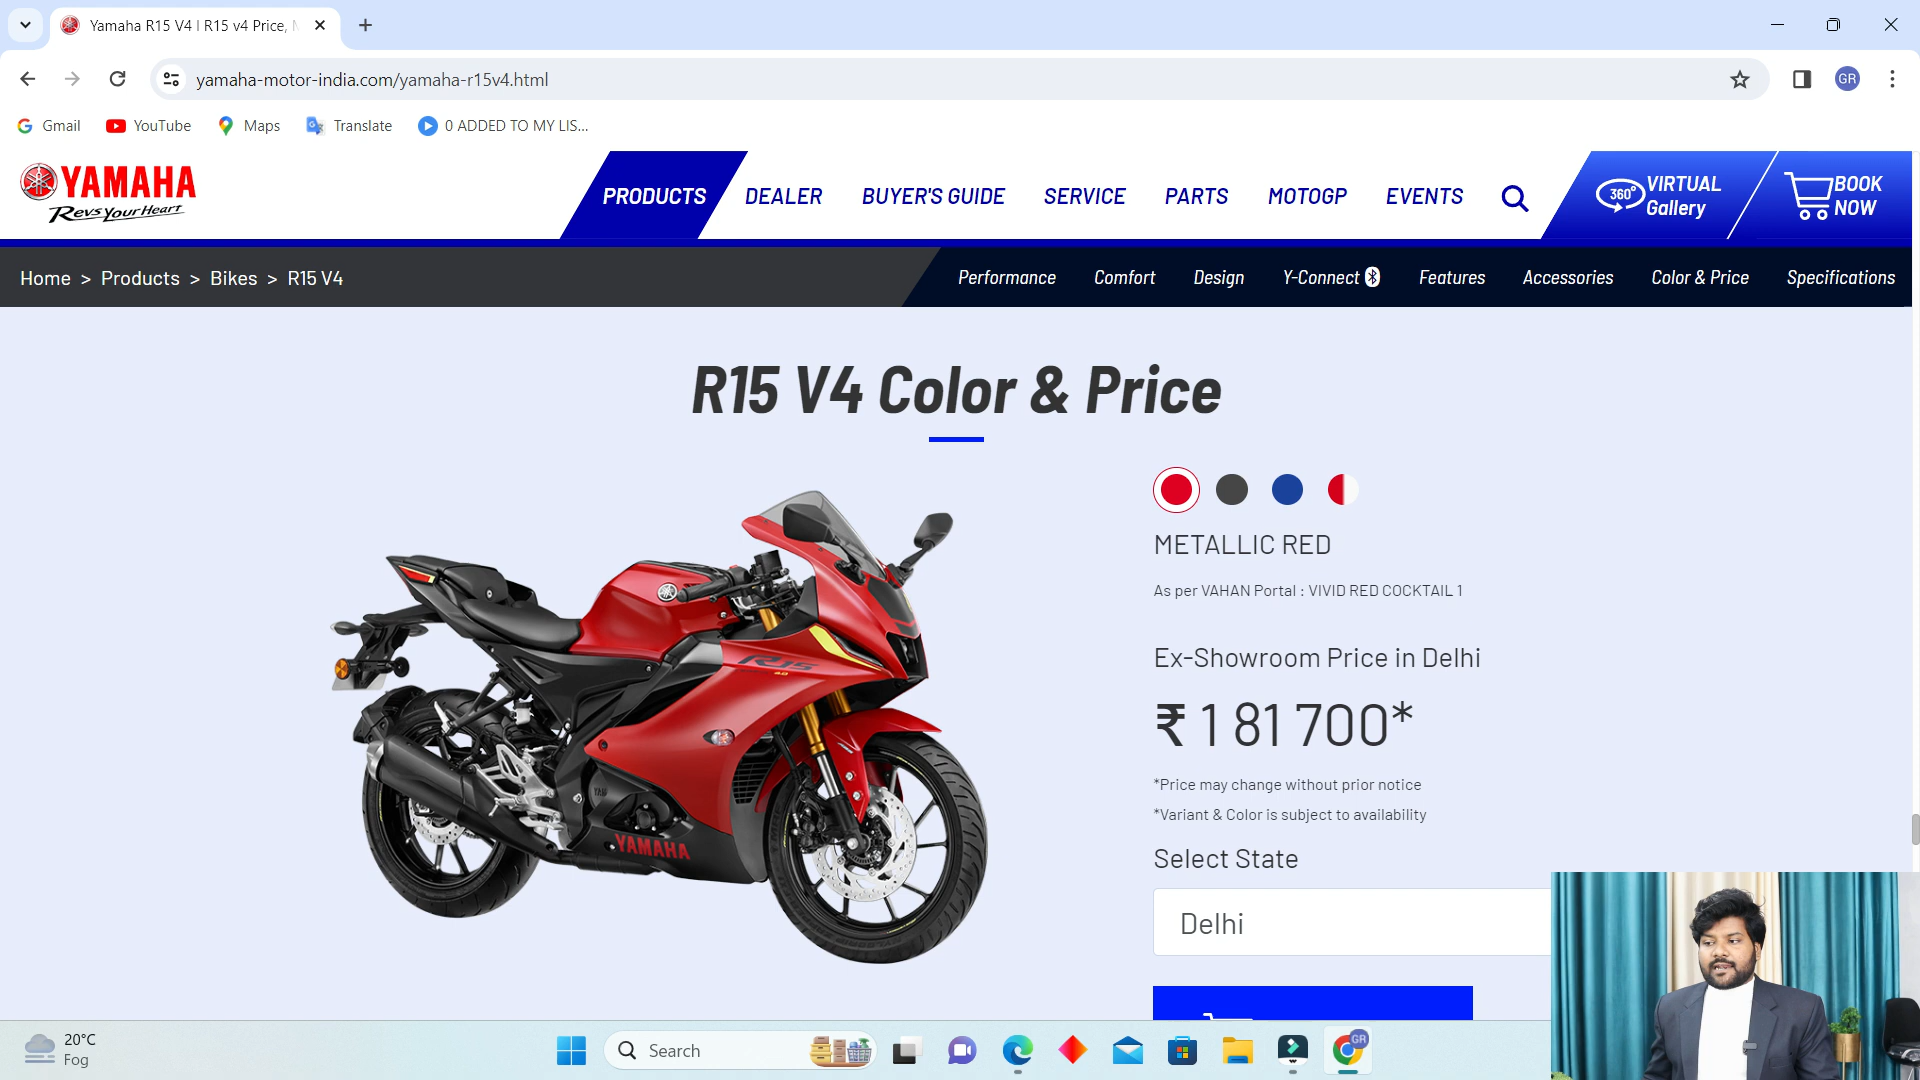 Yamaha R15 V4 | R15 v4 Price,
yamaha-motor-india.com/yamaha-r15v4.html
GR
Gmail
YouTube
Maps
Translate
0 ADDED TO MY LIS...
YAMAHA
Revs Your Heart
PRODUCTS
DEALER
BUYER'S GUIDE
SERVICE
PARTS
MOTOGP
EVENTS
360°
VIRTUAL
Gallery
BOOK
NOW
Home > Products > Bikes > R15 V4
Performance
Comfort
Design
Y-Connect
Features
Accessories
Color & Price
Specifications
R15 V4 Color & Price
METALLIC RED
As per VAHAN Portal : VIVID RED COCKTAIL 1
Ex-Showroom Price in Delhi
₹ 1 81 700*
*Price may change without prior notice
*Variant & Color is subject to availability
Select State
Delhi
R15
YAMAHA
20°C
Fog
Search
GR